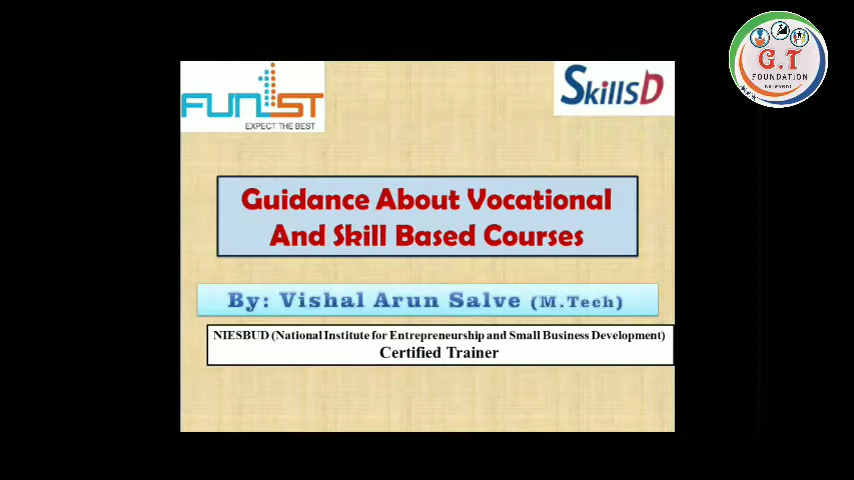 FUNIST
EXPECT THE BEST
SkillsD
G.T
FOUNDATION
Guidance About Vocational
And Skill Based Courses
By: Vishal Arun Salve (M.Tech)
NIESBUD (National Institute for Entrepreneurship and Small Business Development)
Certified Trainer